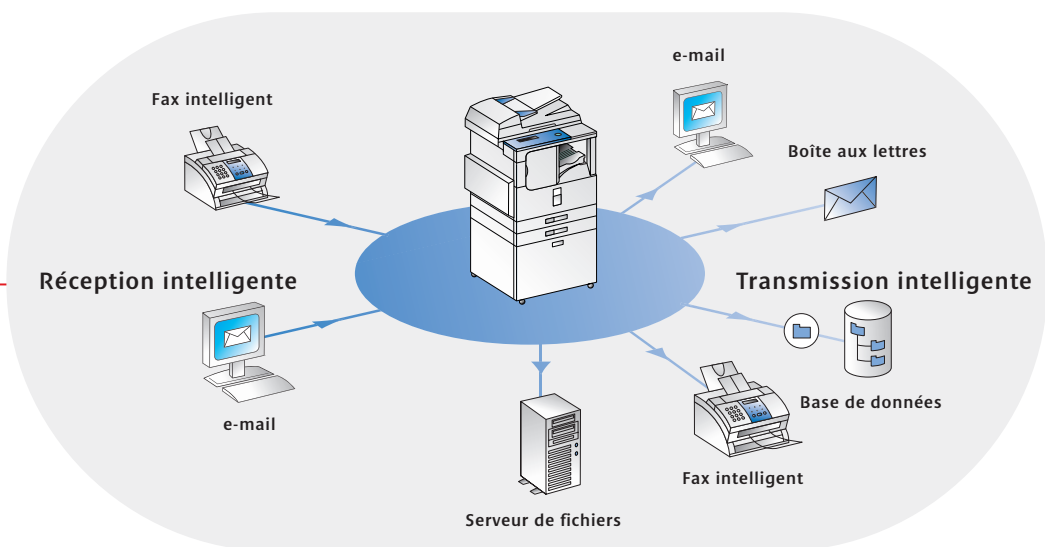 e-mail
Fax intelligent
Boîte aux lettres
Réception intelligente
Transmission intelligente
Base de données
e-mail
Fax intelligent
Serveur de fichiers